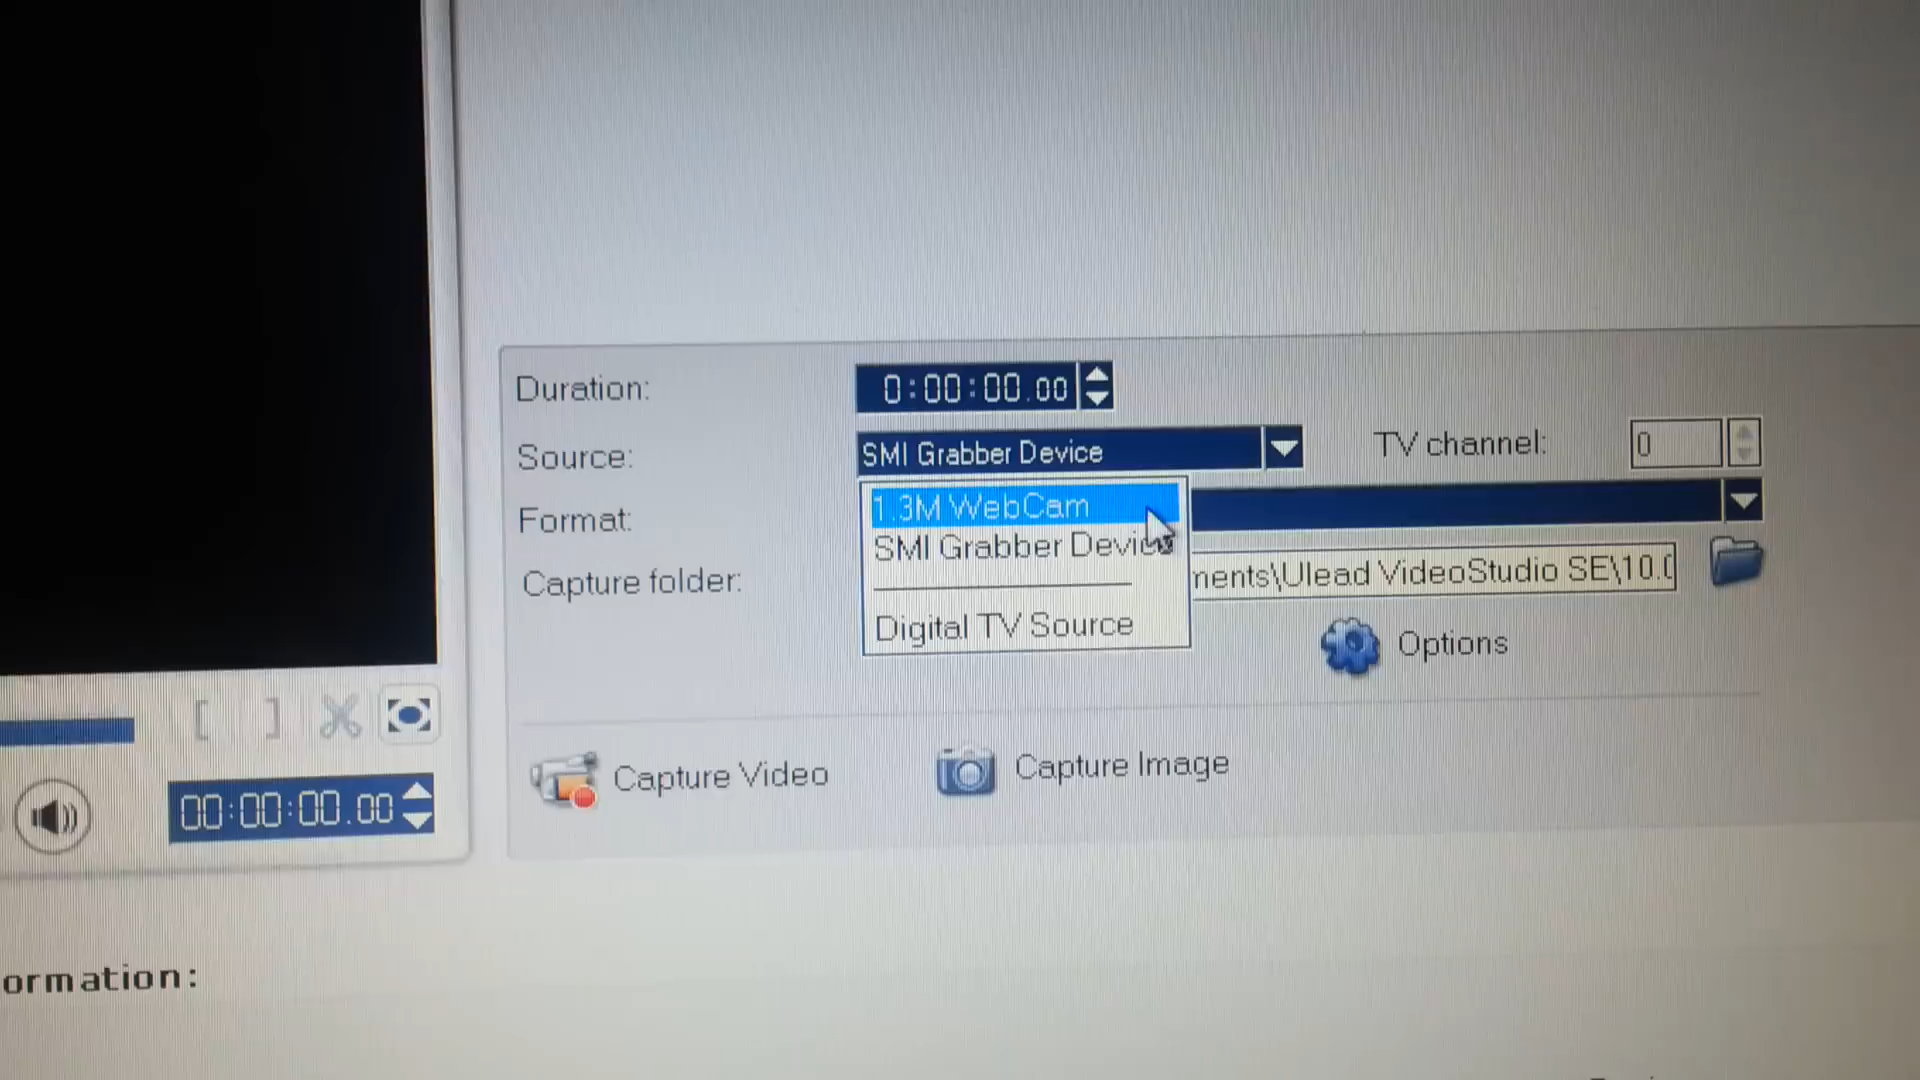 Duration:
0:00:00.00
Source:
SMI Grabber Device
TV channel:
0
1.3M WebCam
SMI Grabber Device
Digital TV Source
Format:
Capture folder:
ments\Ulead VideoStudio SE\10.0
Options
[ ]
Capture Video
Capture Image
00:00:00.00
ormation: